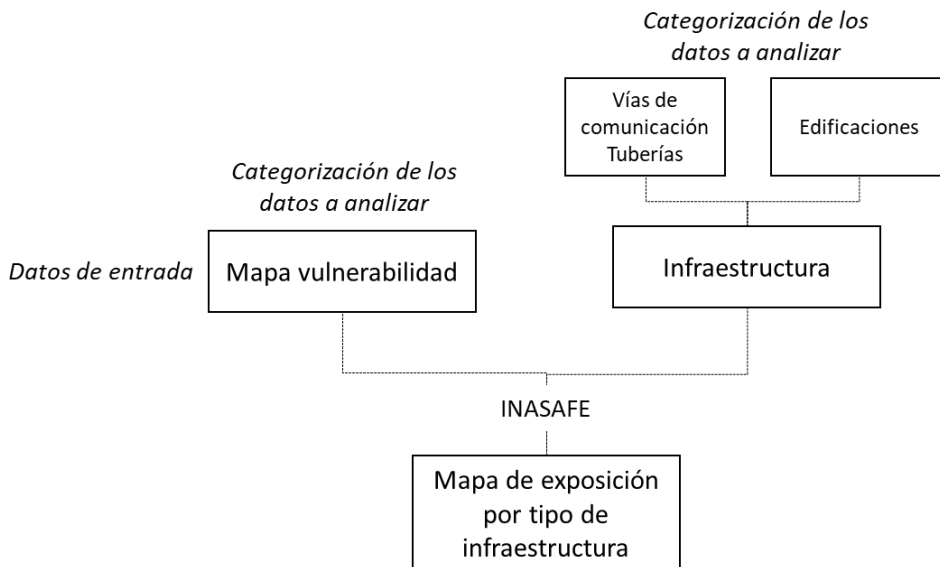 Categorización de los
datos a analizar
Vías de
comunicación
Tuberías
Edificaciones
Categorización de los
datos a analizar
Datos de entrada
Mapa vulnerabilidad
Infraestructura
INASAFE
Mapa de exposición
por tipo de
infraestructura